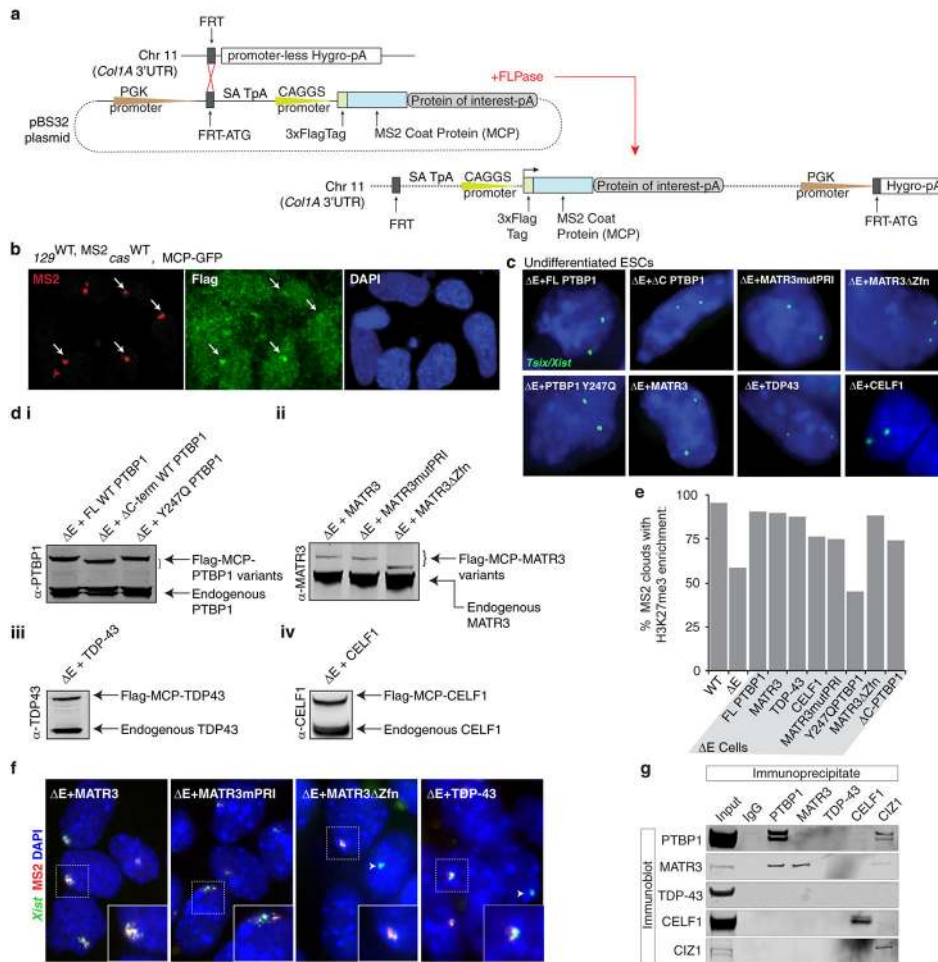 a
FRT
Chr 11
(Col1A 3'UTR)
promoter-less Hygro-pA
+FLPase
PGK
promoter
SA TpA
CAGGS
promoter
Protein of interest-pA
pBS32
plasmid
FRT-ATG
3xFlagTag
MS2 Coat Protein (MCP)
Chr 11
(Col1A 3'UTR)
SA TpA
CAGGS
promoter
Protein of interest-pA
PGK
promoter
Hygro-pA
FRT
3xFlag
Tag
MS2 Coat
Protein (MCP)
FRT-ATG
b
129WT, MS2 casWT, MCP-GFP
MS2
Flag
DAPI
c
Undifferentiated ESCs
ΔE+FL PTBP1
ΔE+ΔC PTBP1
ΔE+MATR3mutPRI
ΔE+MATR3ΔZfn
Tsix/Xist
ΔE+PTBP1 Y247Q
ΔE+MATR3
ΔE+TDP43
ΔE+CELF1
d i
ΔE + FL WT PTBP1
ΔE + ΔC-term WT PTBP1
ΔE + Y247Q PTBP1
α-PTBP1
Flag-MCP-
PTBP1 variants
Endogenous
PTBP1
ii
ΔE + MATR3
ΔE + MATR3mutPRI
ΔE + MATR3ΔZfn
α-MATR3
Flag-MCP-MATR3
variants
Endogenous
MATR3
iii
ΔE + TDP-43
α-TDP43
Flag-MCP-TDP43
Endogenous TDP43
iv
ΔE + CELF1
α-CELF1
Flag-MCP-CELF1
Endogenous CELF1
e
% MS2 clouds with
H3K27me3 enrichment:
100
75
50
25
0
WT
ΔE
FL PTBP1
MATR3
TDP-43
CELF1
MATR3mutPRI
Y247QPTBP1
MATR3ΔZfn
ΔC-PTBP1
ΔE Cells
f
Xist MS2 DAPI
ΔE+MATR3
ΔE+MATR3mPRI
ΔE+MATR3ΔZfn
ΔE+TDP-43
g
Immunoprecipitate
Input
IgG
PTBP1
MATR3
TDP-43
CELF1
CIZ1
Immunoblot
PTBP1
MATR3
TDP-43
CELF1
CIZ1